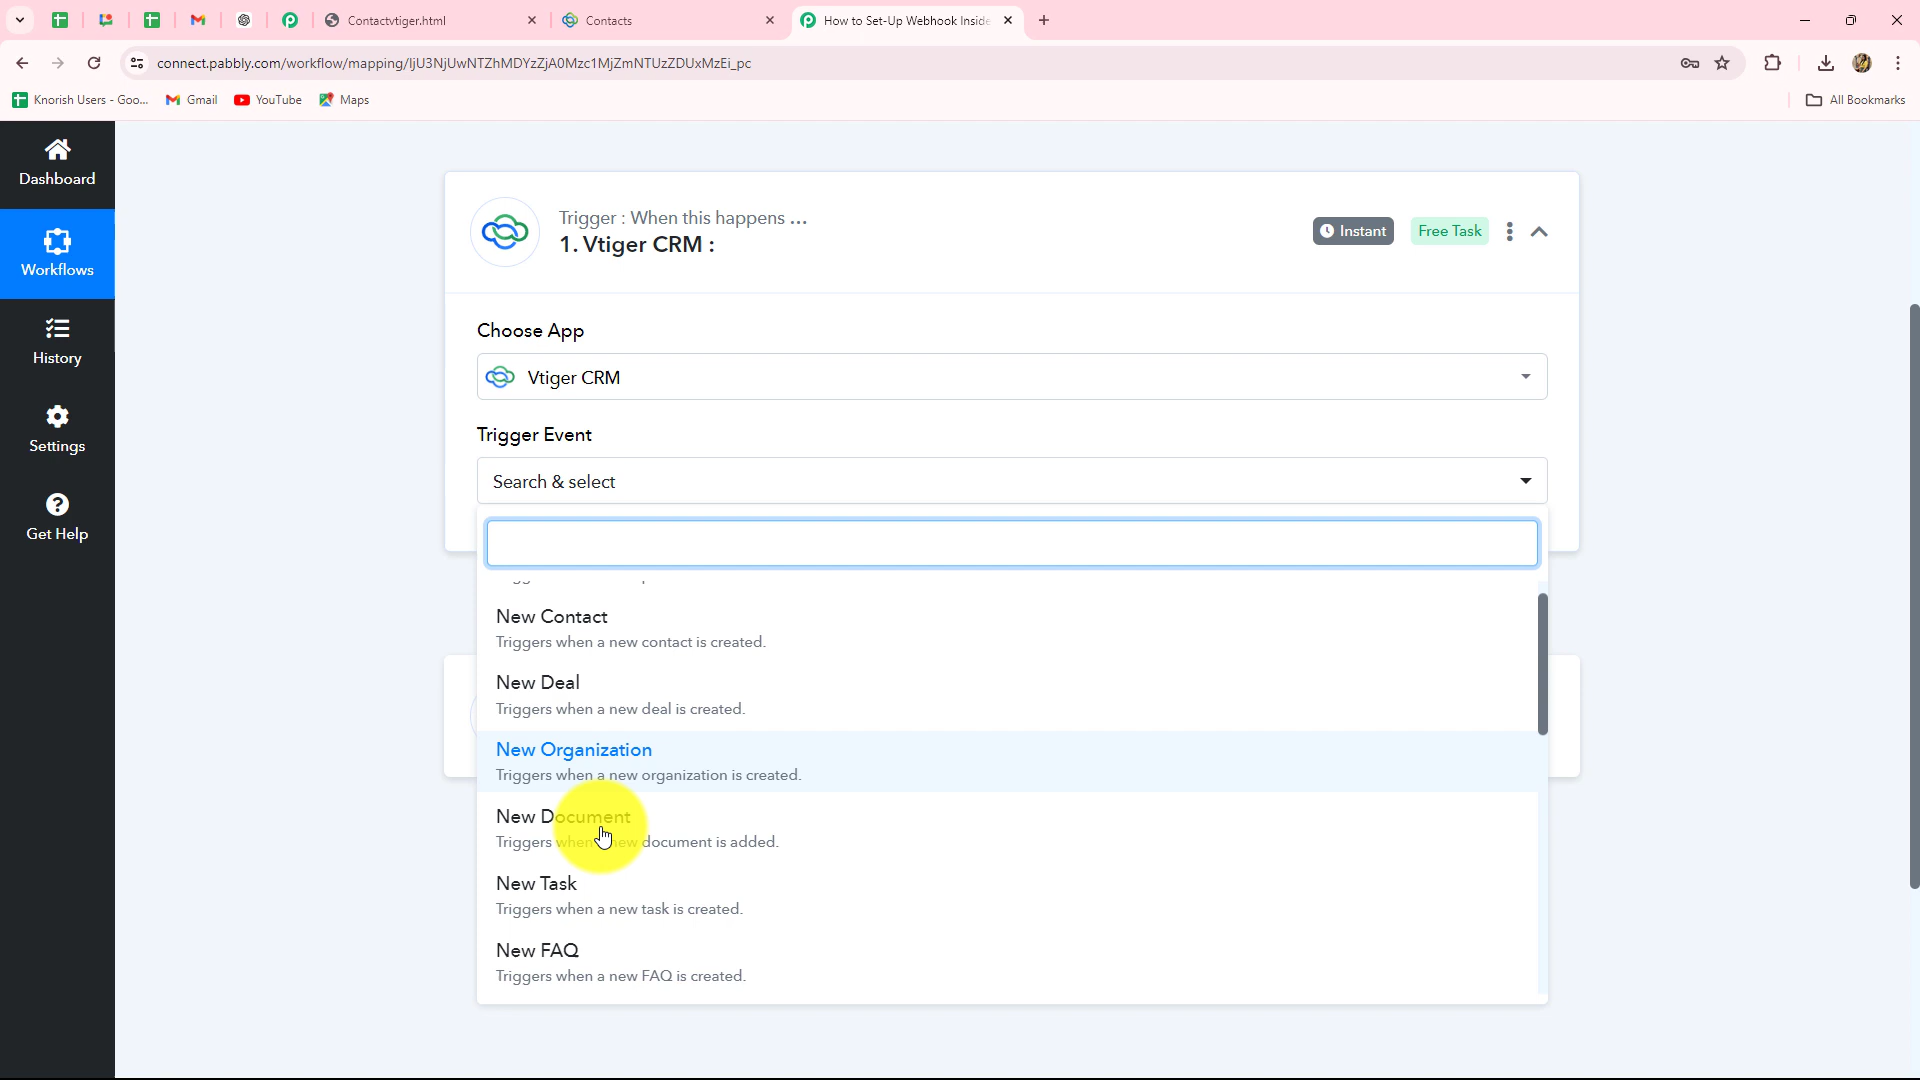 Contactvtiger.html
Contacts
How to Set-Up Webhook Inside
connect.pabbly.com/workflow/mapping/IjU3NjUwNTZhMDYzZjA0Mzc1MjZmNTUzZDUxMzEi_pc
Knorish Users - Goo...
Gmail
YouTube
Maps
All Bookmarks
Dashboard
Workflows
History
Settings
Get Help
Trigger : When this happens ...
1. Vtiger CRM :
Instant
Free Task
Choose App
Vtiger CRM
Trigger Event
Search & select
New Contact
Triggers when a new contact is created.
New Deal
Triggers when a new deal is created.
New Organization
Triggers when a new organization is created.
New Document
Triggers when a new document is added.
New Task
Triggers when a new task is created.
New FAQ
Triggers when a new FAQ is created.